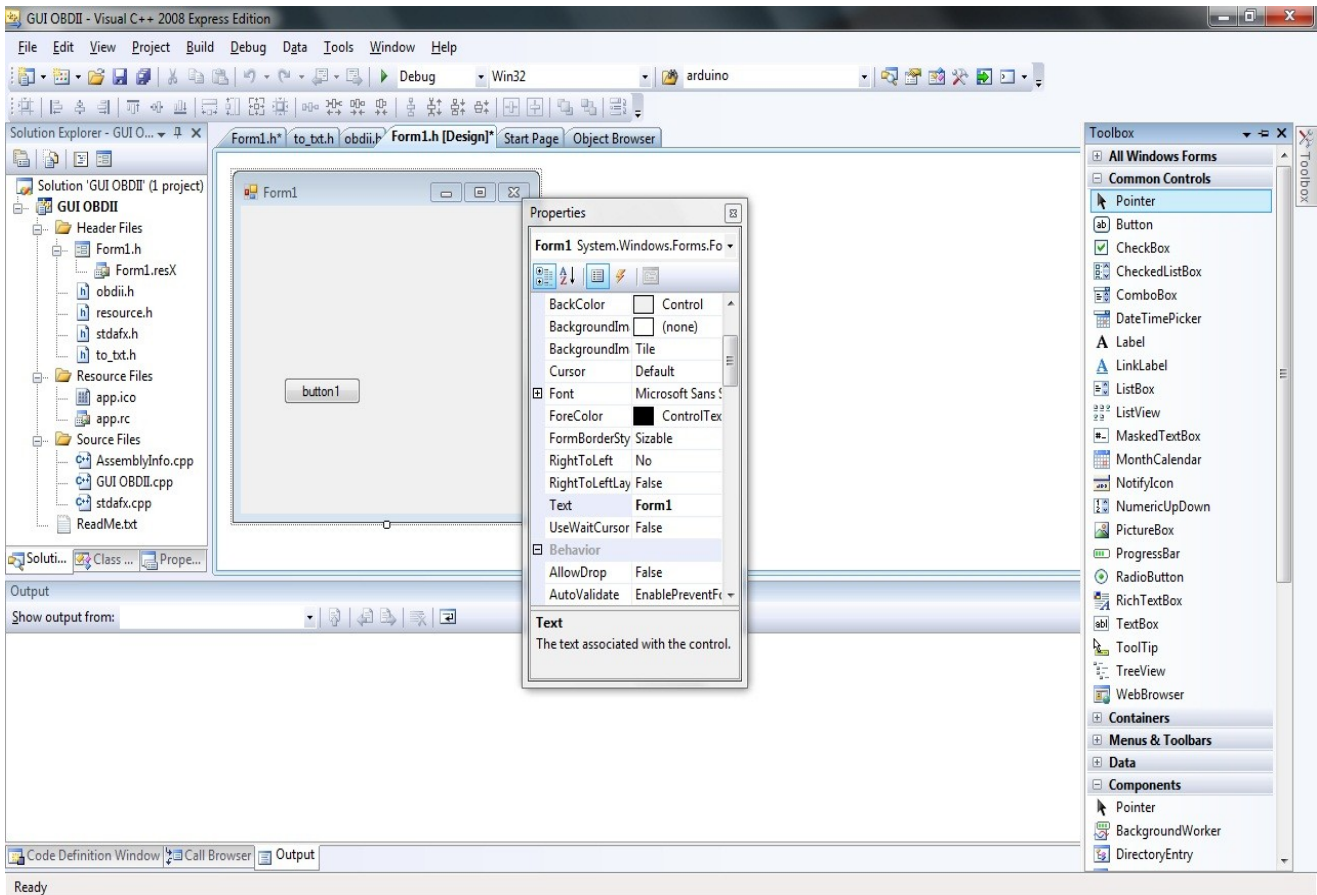 GUI OBDII - Visual C++ 2008 Express Edition
File Edit View Project Build Debug Data Tools Window Help
Debug Win32 arduino
Solution Explorer - GUI O...
Solution 'GUI OBDII' (1 project)
GUI OBDII
Header Files
Form1.h
Form1.resX
obdii.h
resource.h
stdafx.h
to_txt.h
Resource Files
app.ico
app.rc
Source Files
AssemblyInfo.cpp
GUI OBDII.cpp
stdafx.cpp
ReadMe.txt
Soluti... Class ... Prope...
Form1.h* to_txt.h obdii.h Form1.h [Design]* Start Page Object Browser
Form1
button1
Properties
Form1 System.Windows.Forms.Fo
BackColor Control
BackgroundIm (none)
BackgroundIm Tile
Cursor Default
Font Microsoft Sans S
ForeColor ControlTex
FormBorderSty Sizable
RightToLeft No
RightToLeftLay False
Text Form1
UseWaitCursor False
Behavior
AllowDrop False
AutoValidate EnablePreventFo
Text
The text associated with the control.
Toolbox
All Windows Forms
Common Controls
Pointer
Button
CheckBox
CheckedListBox
ComboBox
DateTimePicker
Label
LinkLabel
ListBox
ListView
MaskedTextBox
MonthCalendar
NotifyIcon
NumericUpDown
PictureBox
ProgressBar
RadioButton
RichTextBox
TextBox
ToolTip
TreeView
WebBrowser
Containers
Menus & Toolbars
Data
Components
Pointer
BackgroundWorker
DirectoryEntry
Toolbox
Output
Show output from:
Code Definition Window Call Browser Output
Ready